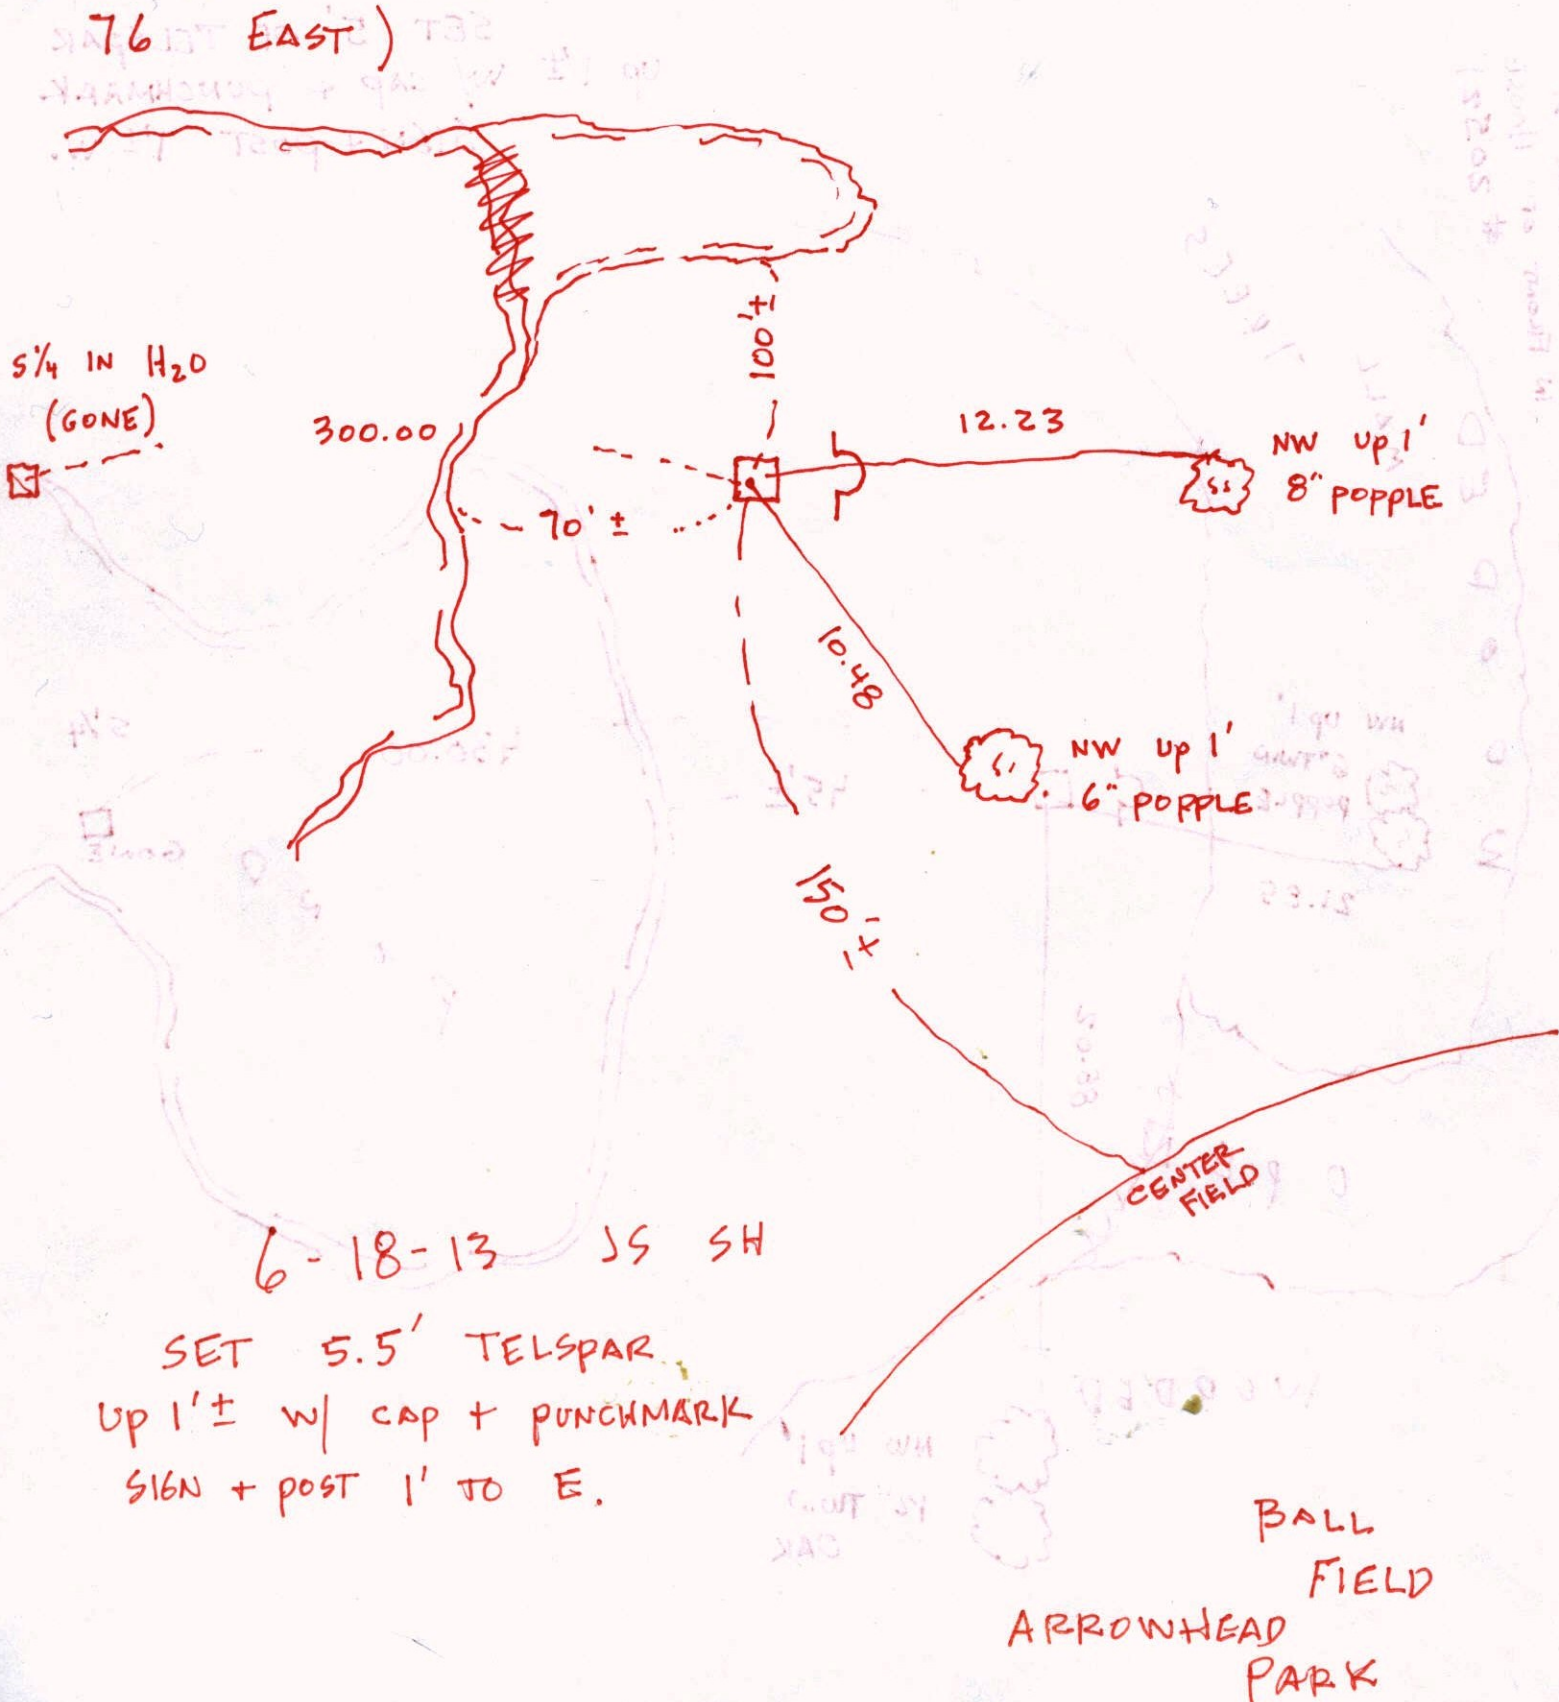 76 EAST)
100'±
S 1/4 IN H2O
(GONE)
300.00
12.23
NW UP 1'
8" POPPLE
70' ±
10.48
NW UP 1'
6" POPPLE
150'±
CENTER
FIELD
6-18-13 JS SH
SET 5.5' TELSPAR
UP 1'± W/ CAP + PUNCHMARK
SIGN + POST 1' TO E.
BALL
FIELD
ARROWHEAD
PARK